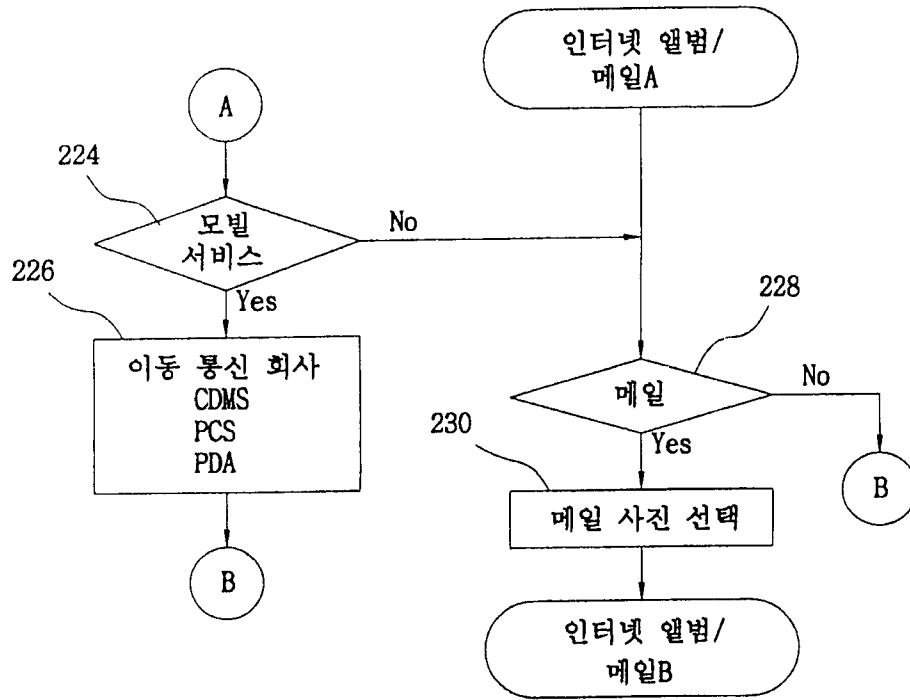 인터넷 앨범/
메일A
A
224
모빌
서비스
No
226
Yes
228
이동 통신 회사
CDMS
PCS
PDA
메일
No
230
Yes
B
메일 사진 선택
B
인터넷 앨범/
메일B